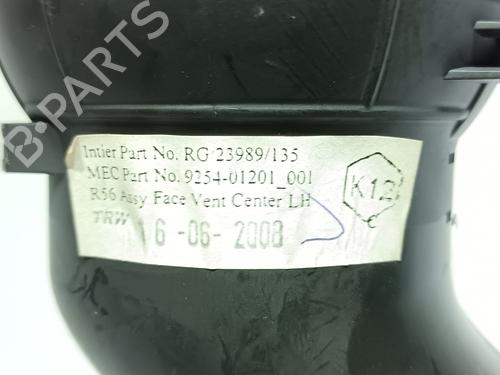 B-PARTS
Intier Part No. RG/23989/135
MEC Part No. 9254-01201_001
R56 Assy Face Vent Center LH
TRW 16-06-2008
K12